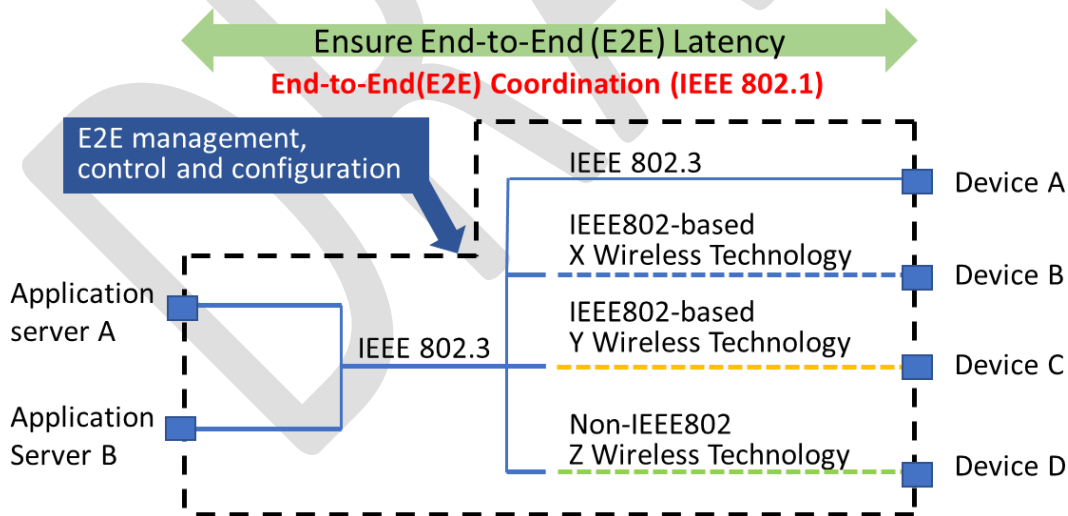 Ensure End-to-End (E2E) Latency
End-to-End(E2E) Coordination (IEEE 802.1)
E2E management,
control and configuration
IEEE 802.3
Device A
IEEE802-based
X Wireless Technology
Device B
Application
server A
IEEE 802.3
IEEE802-based
Y Wireless Technology
Device C
Application
Server B
Non-IEEE802
Z Wireless Technology
Device D